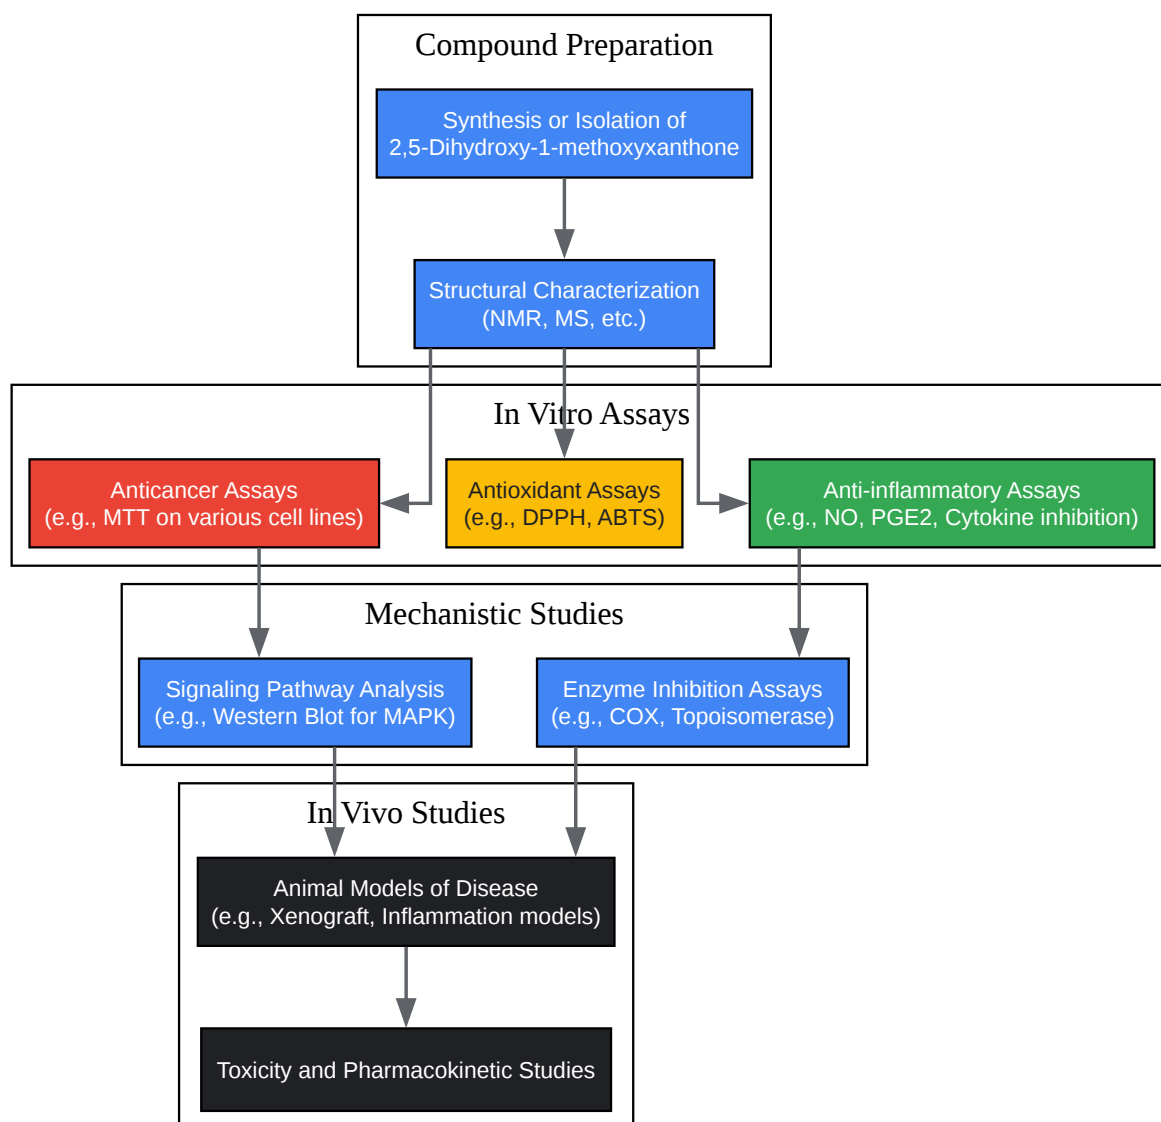 Compound Preparation
Synthesis or Isolation of
2,5-Dihydroxy-1-methoxyxanthone
Structural Characterization
(NMR, MS, etc.)
In Vitro Assays
Anticancer Assays
(e.g., MTT on various cell lines)
Antioxidant Assays
(e.g., DPPH, ABTS)
Anti-inflammatory Assays
(e.g., NO, PGE2, Cytokine inhibition)
Mechanistic Studies
Signaling Pathway Analysis
(e.g., Western Blot for MAPK)
Enzyme Inhibition Assays
(e.g., COX, Topoisomerase)
In Vivo Studies
Animal Models of Disease
(e.g., Xenograft, Inflammation models)
Toxicity and Pharmacokinetic Studies